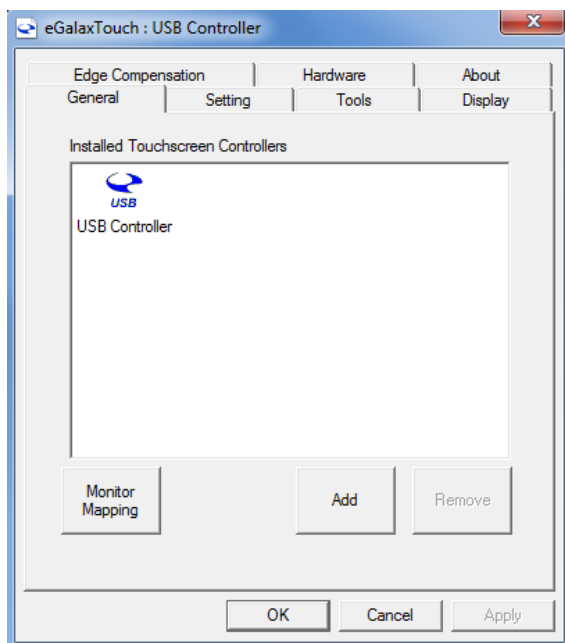 eGalaxTouch : USB Controller
x
Edge Compensation Hardware About
General Setting Tools Display
Installed Touchscreen Controllers
USB
USB Controller
Monitor
Mapping
Add Remove
OK Cancel Apply